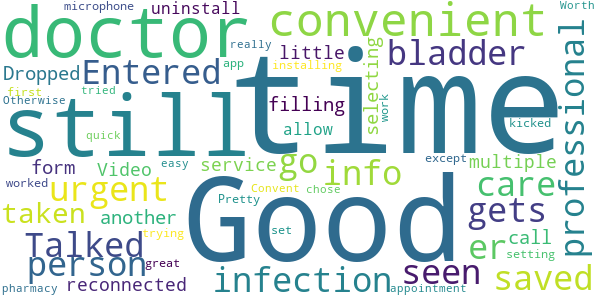 microphone uninstall Worth
doctor convenient
really little
Dropped Entered app installing bladder
first tried filling selecting professional
Otherwise still time
quick allow work kicked
form Video easy service go info except multiple
worked urgent Convent chose care
taken another Pretty Good gets
trying set
Talked er call
person great setting
infection seen saved
pharmacy reconnected appointment